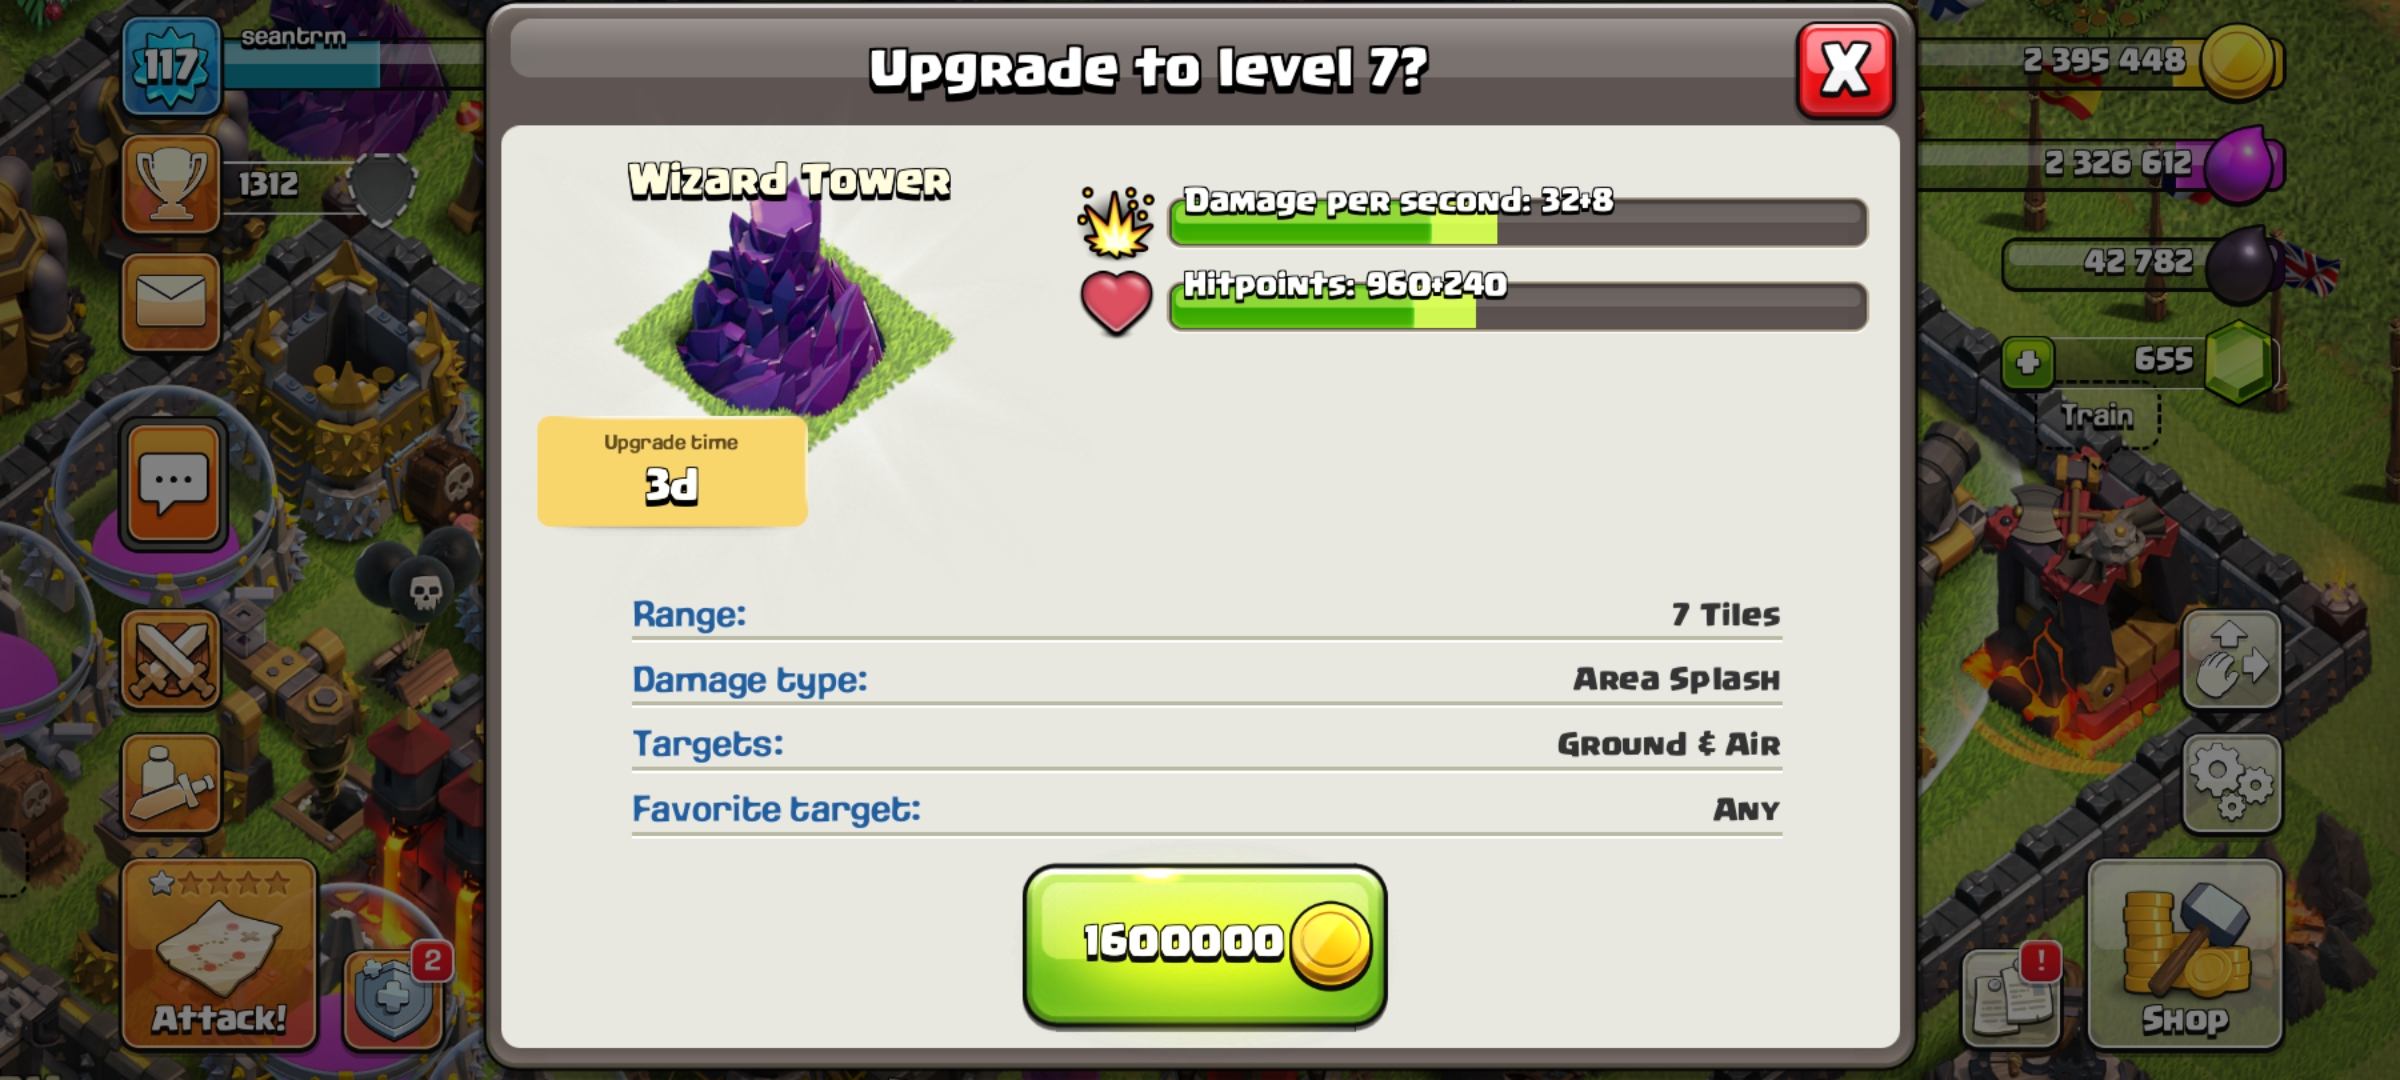 117
seantrm
1312
Attack!
2
Upgrade to level 7?
X
Wizard Tower
Upgrade time
3d
Damage per second: 32+8
Hitpoints: 960+240
Range:
7 Tiles
Damage type:
Area Splash
Targets:
Ground & Air
Favorite target:
Any
1600000
2 395 448
2 326 612
42 782
655
Train
!
Shop